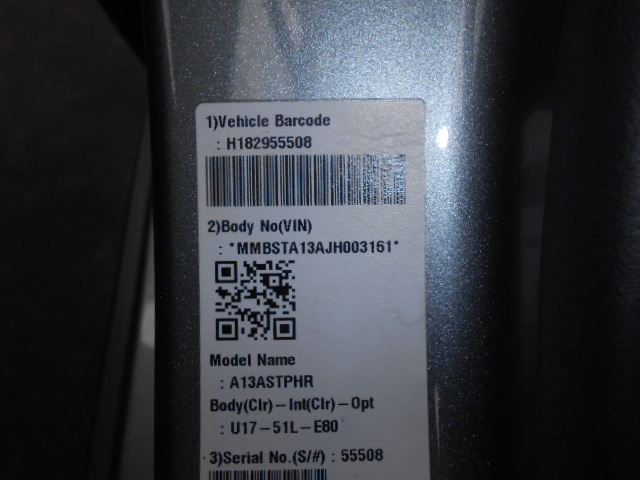 1)Vehicle Barcode
: H182955508
2)Body No(VIN)
: *MMBSTA13AJH003161*
Model Name
: A13ASTPHR
Body(Clr)-Int(Clr)-Opt
: U17-51L-E80
3)Serial No.(S/#) : 55508